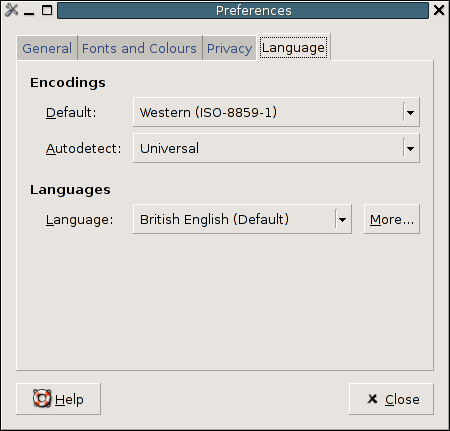 Preferences
General Fonts and Colours Privacy Language
Encodings
Default: Western (ISO-8859-1)
Autodetect: Universal
Languages
Language: British English (Default) More...
Help Close